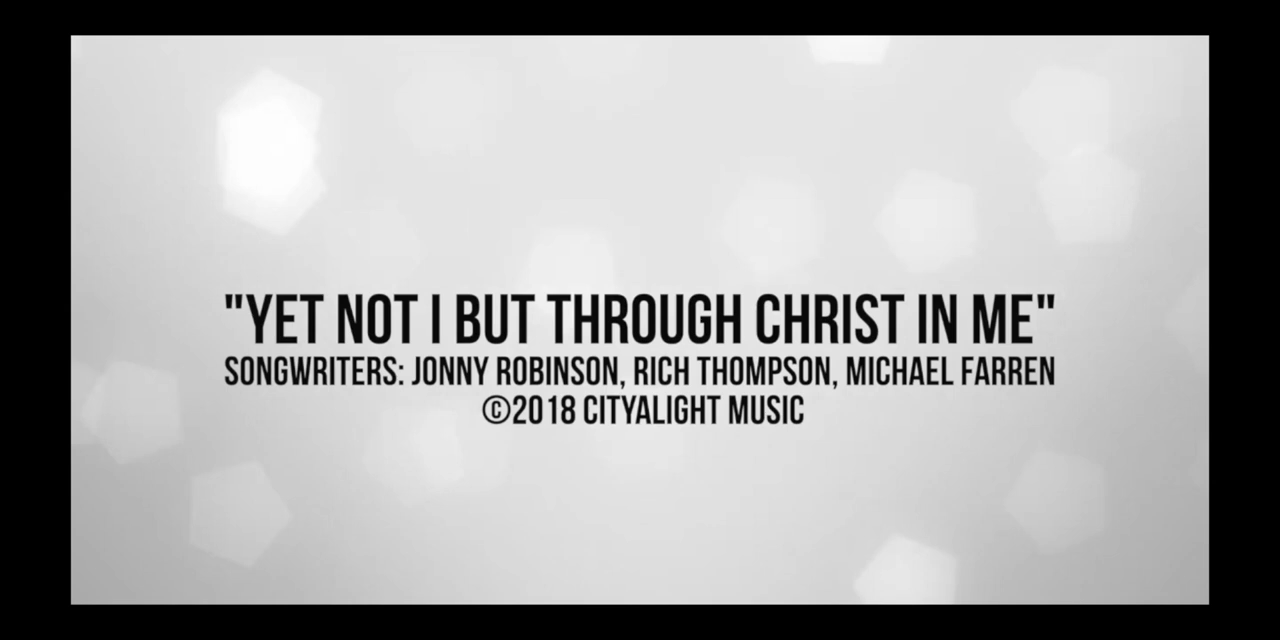 "YET NOT I BUT THROUGH CHRIST IN ME"
SONGWRITERS: JONNY ROBINSON, RICH THOMPSON, MICHAEL FARREN
©2018 CITYALIGHT MUSIC